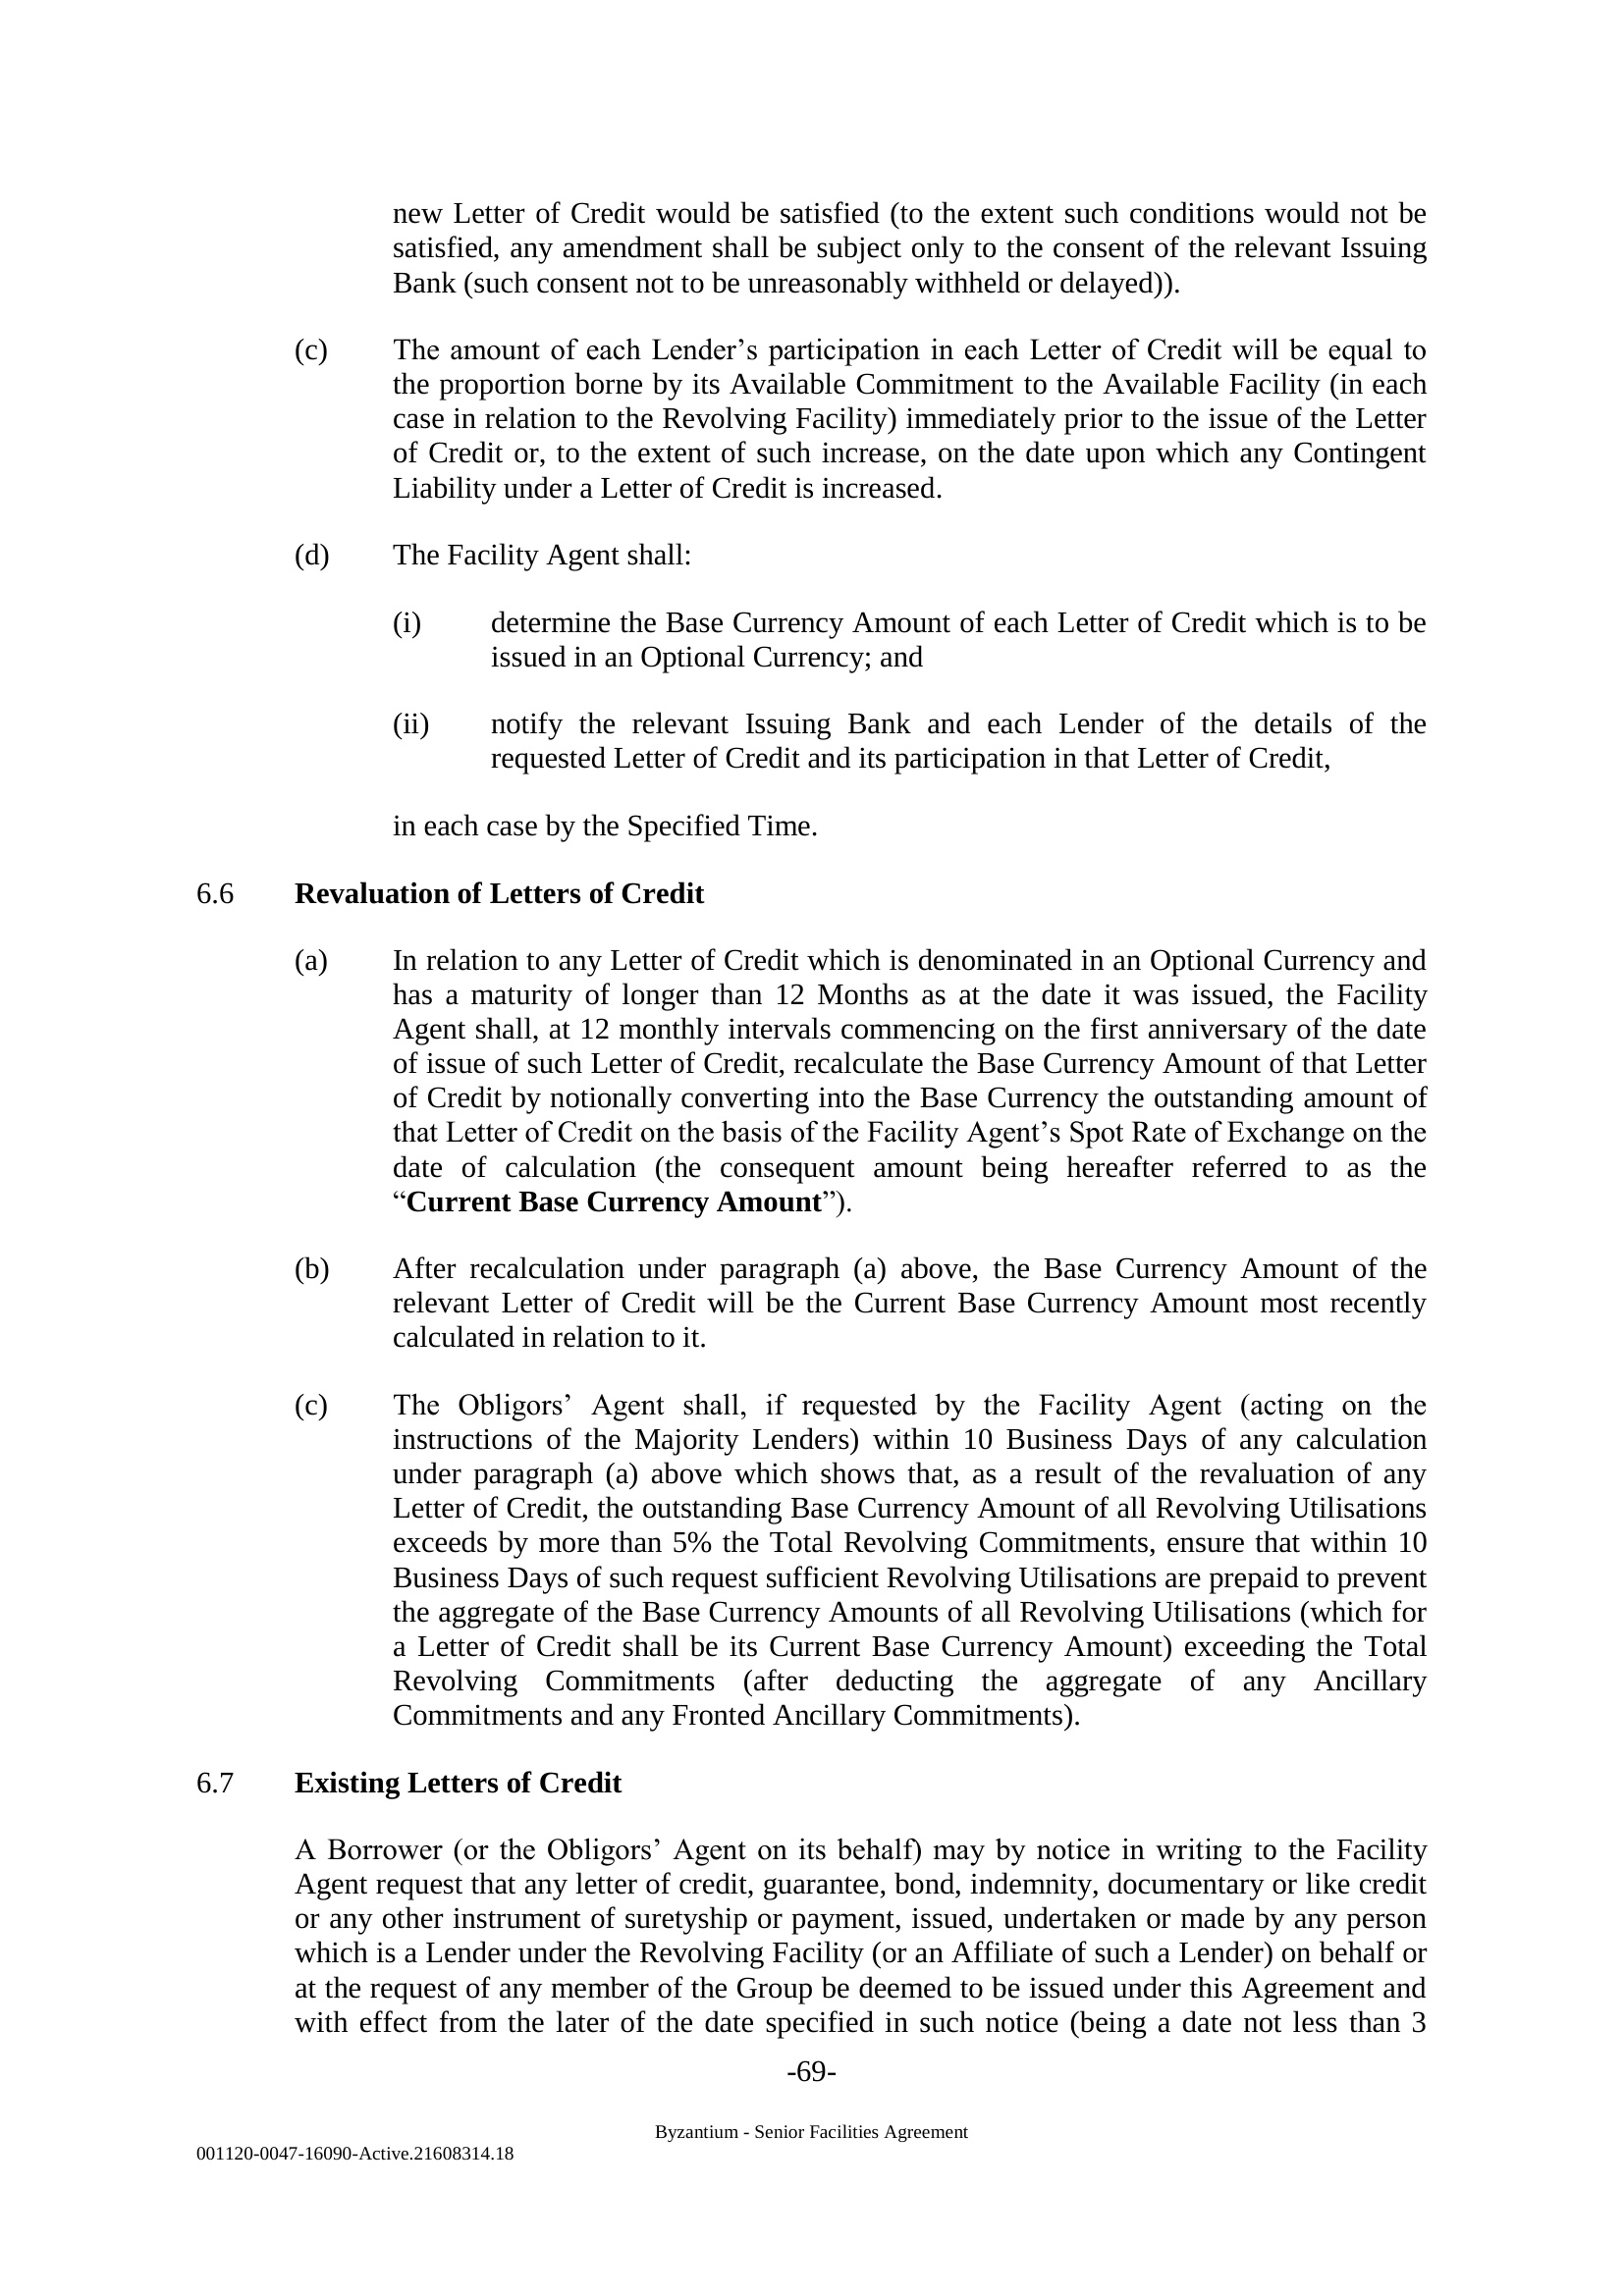 new Letter of Credit would be satisfied (to the extent such conditions would not be
satisfied, any amendment shall be subject only to the consent of the relevant Issuing
Bank (such consent not to be unreasonably withheld or delayed)).
(c) The amount of each Lender’s participation in each Letter of Credit will be equal to
the proportion borne by its Available Commitment to the Available Facility (in each
case in relation to the Revolving Facility) immediately prior to the issue of the Letter
of Credit or, to the extent of such increase, on the date upon which any Contingent
Liability under a Letter of Credit is increased.
(d) The Facility Agent shall:
(i) determine the Base Currency Amount of each Letter of Credit which is to be
issued in an Optional Currency; and
(ii) notify the relevant Issuing Bank and each Lender of the details of the
requested Letter of Credit and its participation in that Letter of Credit,
in each case by the Specified Time.
6.6 Revaluation of Letters of Credit
(a) In relation to any Letter of Credit which is denominated in an Optional Currency and
has a maturity of longer than 12 Months as at the date it was issued, the Facility
Agent shall, at 12 monthly intervals commencing on the first anniversary of the date
of issue of such Letter of Credit, recalculate the Base Currency Amount of that Letter
of Credit by notionally converting into the Base Currency the outstanding amount of
that Letter of Credit on the basis of the Facility Agent’s Spot Rate of Exchange on the
date of calculation (the consequent amount being hereafter referred to as the
“Current Base Currency Amount”).
(b) After recalculation under paragraph (a) above, the Base Currency Amount of the
relevant Letter of Credit will be the Current Base Currency Amount most recently
calculated in relation to it.
(c) The Obligors’ Agent shall, if requested by the Facility Agent (acting on the
instructions of the Majority Lenders) within 10 Business Days of any calculation
under paragraph (a) above which shows that, as a result of the revaluation of any
Letter of Credit, the outstanding Base Currency Amount of all Revolving Utilisations
exceeds by more than 5% the Total Revolving Commitments, ensure that within 10
Business Days of such request sufficient Revolving Utilisations are prepaid to prevent
the aggregate of the Base Currency Amounts of all Revolving Utilisations (which for
a Letter of Credit shall be its Current Base Currency Amount) exceeding the Total
Revolving Commitments (after deducting the aggregate of any Ancillary
Commitments and any Fronted Ancillary Commitments).
6.7 Existing Letters of Credit
A Borrower (or the Obligors’ Agent on its behalf) may by notice in writing to the Facility
Agent request that any letter of credit, guarantee, bond, indemnity, documentary or like credit
or any other instrument of suretyship or payment, issued, undertaken or made by any person
which is a Lender under the Revolving Facility (or an Affiliate of such a Lender) on behalf or
at the request of any member of the Group be deemed to be issued under this Agreement and
with effect from the later of the date specified in such notice (being a date not less than 3
-69-
Byzantium - Senior Facilities Agreement
001120-0047-16090-Active.21608314.18